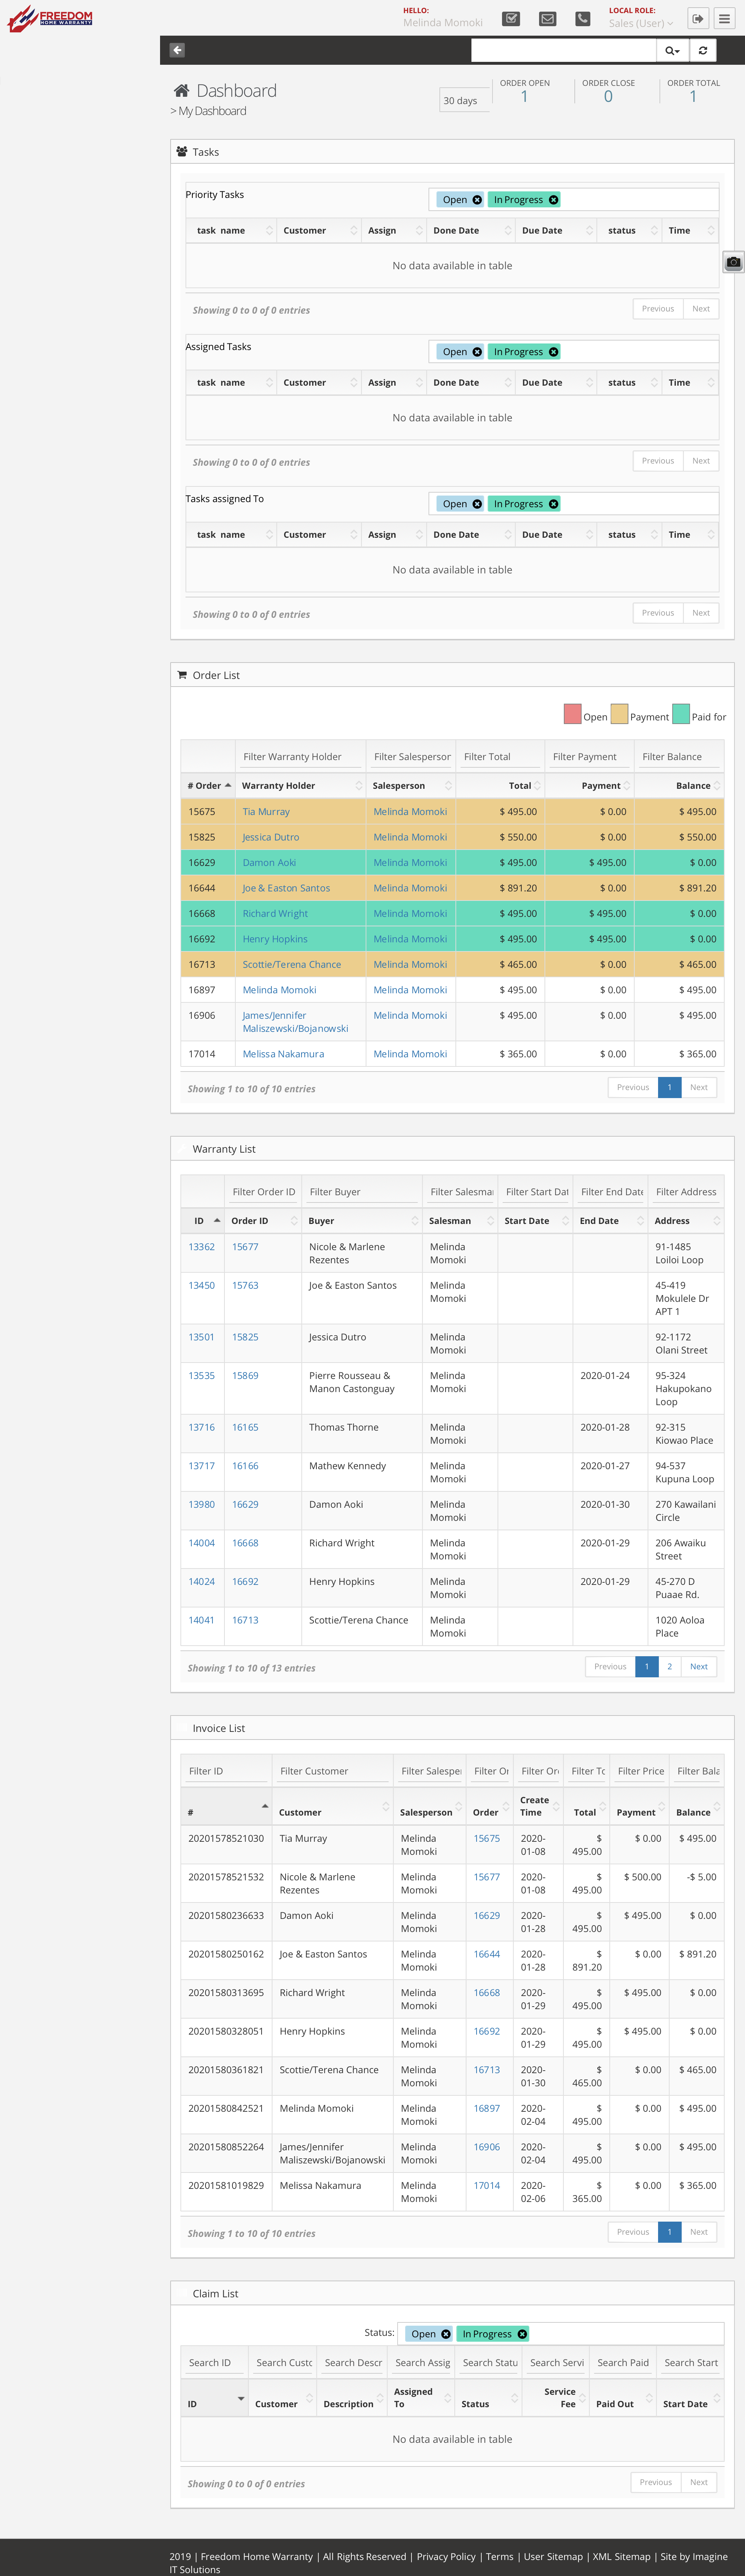 FREEDOM
HOME WARRANTY
HELLO:
Melinda Momoki
LOCAL ROLE:
Sales (User)
Dashboard
> My Dashboard
30 days
ORDER OPEN
1
ORDER CLOSE
0
ORDER TOTAL
1
Tasks
Priority Tasks
Open In Progress
task name Customer Assign Done Date Due Date status Time
No data available in table
Showing 0 to 0 of 0 entries Previous Next
Assigned Tasks
Open In Progress
task name Customer Assign Done Date Due Date status Time
No data available in table
Showing 0 to 0 of 0 entries Previous Next
Tasks assigned To
Open In Progress
task name Customer Assign Done Date Due Date status Time
No data available in table
Showing 0 to 0 of 0 entries Previous Next
Order List
Open Payment Paid for
Filter Warranty Holder Filter Salesperson Filter Total Filter Payment Filter Balance
# Order Warranty Holder Salesperson Total Payment Balance
15675 Tia Murray Melinda Momoki $ 495.00 $ 0.00 $ 495.00
15825 Jessica Dutro Melinda Momoki $ 550.00 $ 0.00 $ 550.00
16629 Damon Aoki Melinda Momoki $ 495.00 $ 495.00 $ 0.00
16644 Joe & Easton Santos Melinda Momoki $ 891.20 $ 0.00 $ 891.20
16668 Richard Wright Melinda Momoki $ 495.00 $ 495.00 $ 0.00
16692 Henry Hopkins Melinda Momoki $ 495.00 $ 495.00 $ 0.00
16713 Scottie/Terena Chance Melinda Momoki $ 465.00 $ 0.00 $ 465.00
16897 Melinda Momoki Melinda Momoki $ 495.00 $ 0.00 $ 495.00
16906 James/Jennifer Melinda Momoki $ 495.00 $ 0.00 $ 495.00
Maliszewski/Bojanowski
17014 Melissa Nakamura Melinda Momoki $ 365.00 $ 0.00 $ 365.00
Showing 1 to 10 of 10 entries Previous 1 Next
Warranty List
Filter Order ID Filter Buyer Filter Salesma Filter Start Dat Filter End Date Filter Address
ID Order ID Buyer Salesman Start Date End Date Address
13362 15677 Nicole & Marlene Melinda 91-1485
Rezentes Momoki Loiloi Loop
13450 15763 Joe & Easton Santos Melinda 45-419
Momoki Mokulele Dr
APT 1
13501 15825 Jessica Dutro Melinda 92-1172
Momoki Olani Street
13535 15869 Pierre Rousseau & Melinda 2020-01-24 95-324
Manon Castonguay Momoki Hakupokano
Loop
13716 16165 Thomas Thorne Melinda 2020-01-28 92-315
Momoki Kiowao Place
13717 16166 Mathew Kennedy Melinda 2020-01-27 94-537
Momoki Kupuna Loop
13980 16629 Damon Aoki Melinda 2020-01-30 270 Kawailani
Momoki Circle
14004 16668 Richard Wright Melinda 2020-01-29 206 Awaiku
Momoki Street
14024 16692 Henry Hopkins Melinda 2020-01-29 45-270 D
Momoki Puaae Rd.
14041 16713 Scottie/Terena Chance Melinda 1020 Aoloa
Momoki Place
Showing 1 to 10 of 13 entries Previous 1 2 Next
Invoice List
Filter ID Filter Customer Filter Salespe Filter Or Filter Or Filter To Filter Price Filter Bala
# Customer Salesperson Order Create Time Total Payment Balance
20201578521030 Tia Murray Melinda 15675 2020- $ $ 0.00 $ 495.00
Momoki 01-08 495.00
20201578521532 Nicole & Marlene Melinda 15677 2020- $ $ 500.00 -$ 5.00
Rezentes Momoki 01-08 495.00
20201580236633 Damon Aoki Melinda 16629 2020- $ $ 495.00 $ 0.00
Momoki 01-28 495.00
20201580250162 Joe & Easton Santos Melinda 16644 2020- $ $ 0.00 $ 891.20
Momoki 01-28 891.20
20201580313695 Richard Wright Melinda 16668 2020- $ $ 495.00 $ 0.00
Momoki 01-29 495.00
20201580328051 Henry Hopkins Melinda 16692 2020- $ $ 495.00 $ 0.00
Momoki 01-29 495.00
20201580361821 Scottie/Terena Chance Melinda 16713 2020- $ $ 0.00 $ 465.00
Momoki 01-30 465.00
20201580842521 Melinda Momoki Melinda 16897 2020- $ $ 0.00 $ 495.00
Momoki 02-04 495.00
20201580852264 James/Jennifer Melinda 16906 2020- $ $ 0.00 $ 495.00
Maliszewski/Bojanowski Momoki 02-04 495.00
20201581019829 Melissa Nakamura Melinda 17014 2020- $ $ 0.00 $ 365.00
Momoki 02-06 365.00
Showing 1 to 10 of 10 entries Previous 1 Next
Claim List
Status: Open In Progress
Search ID Search Custo Search Descr Search Assig Search Statu Search Servi Search Paid Search Start
ID Customer Description Assigned To Status Service Fee Paid Out Start Date
No data available in table
Showing 0 to 0 of 0 entries Previous Next
2019 | Freedom Home Warranty | All Rights Reserved | Privacy Policy | Terms | User Sitemap | XML Sitemap | Site by Imagine
IT Solutions